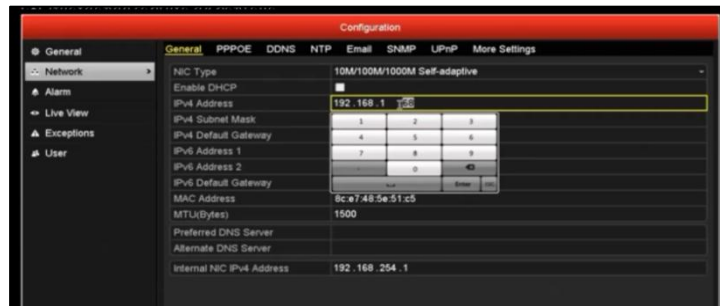 Configuration
General
Network
Alarm
Live View
Exceptions
User
General PPPOE DDNS NTP Email SNMP UPnP More Settings
NIC Type 10M/100M/1000M Self-adaptive
Enable DHCP
IPv4 Address 192.168.1
IPv4 Subnet Mask
IPv4 Default Gateway
IPv6 Address 1
IPv6 Address 2
IPv6 Default Gateway
1 2 3
4 5 6
7 8 9
0
Enter ESC
MAC Address 8c:e7:48:5e:51:c5
MTU(Bytes) 1500
Preferred DNS Server
Alternate DNS Server
Internal NIC IPv4 Address 192.168.254.1